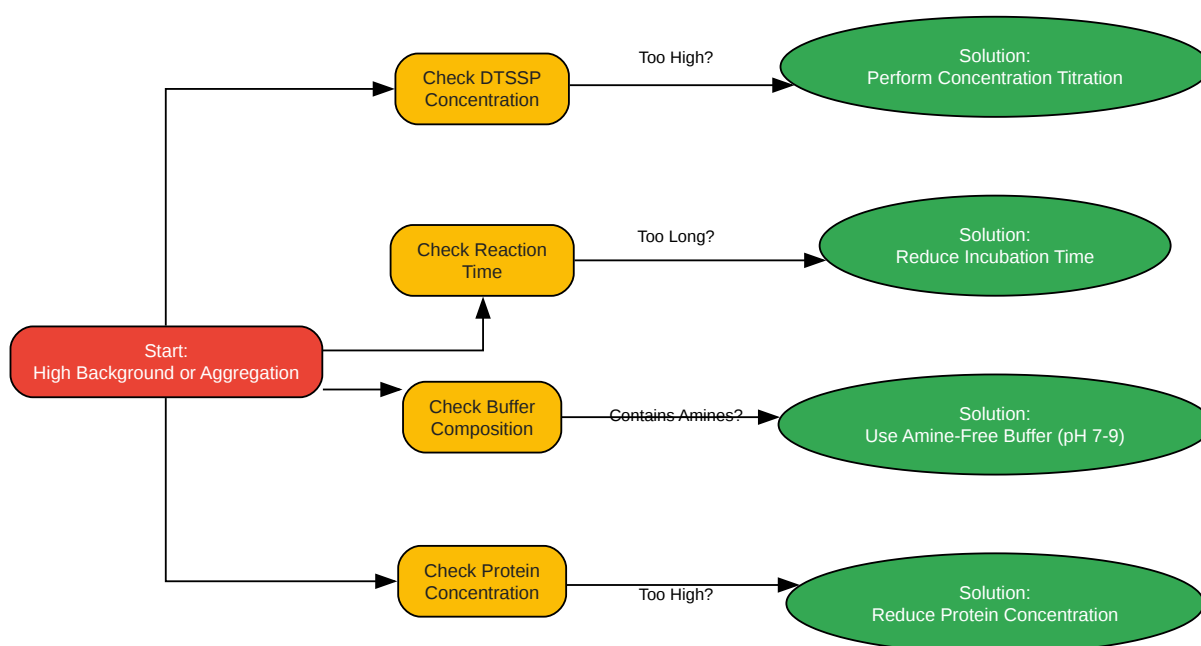 Check DTSSP
Concentration
Too High?
Solution:
Perform Concentration Titration
Check Reaction
Time
Too Long?
Solution:
Reduce Incubation Time
Start:
High Background or Aggregation
Check Buffer
Composition
Contains Amines?
Solution:
Use Amine-Free Buffer (pH 7-9)
Check Protein
Concentration
Too High?
Solution:
Reduce Protein Concentration